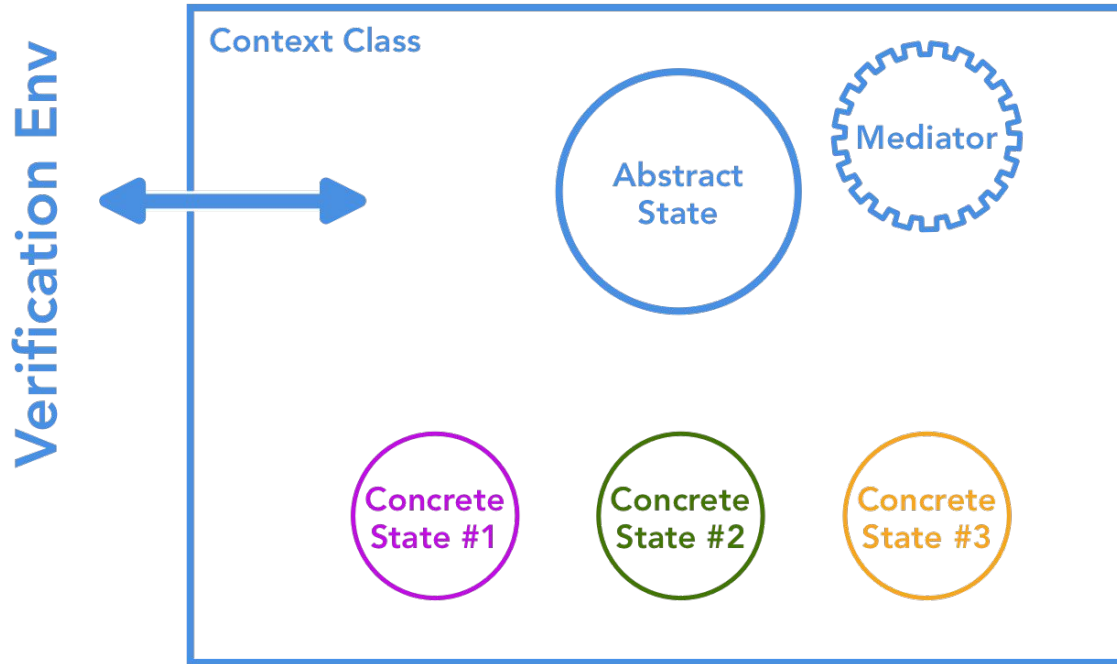 Verification Env
Context Class
Abstract
State
Mediator
Concrete
State #1
Concrete
State #2
Concrete
State #3